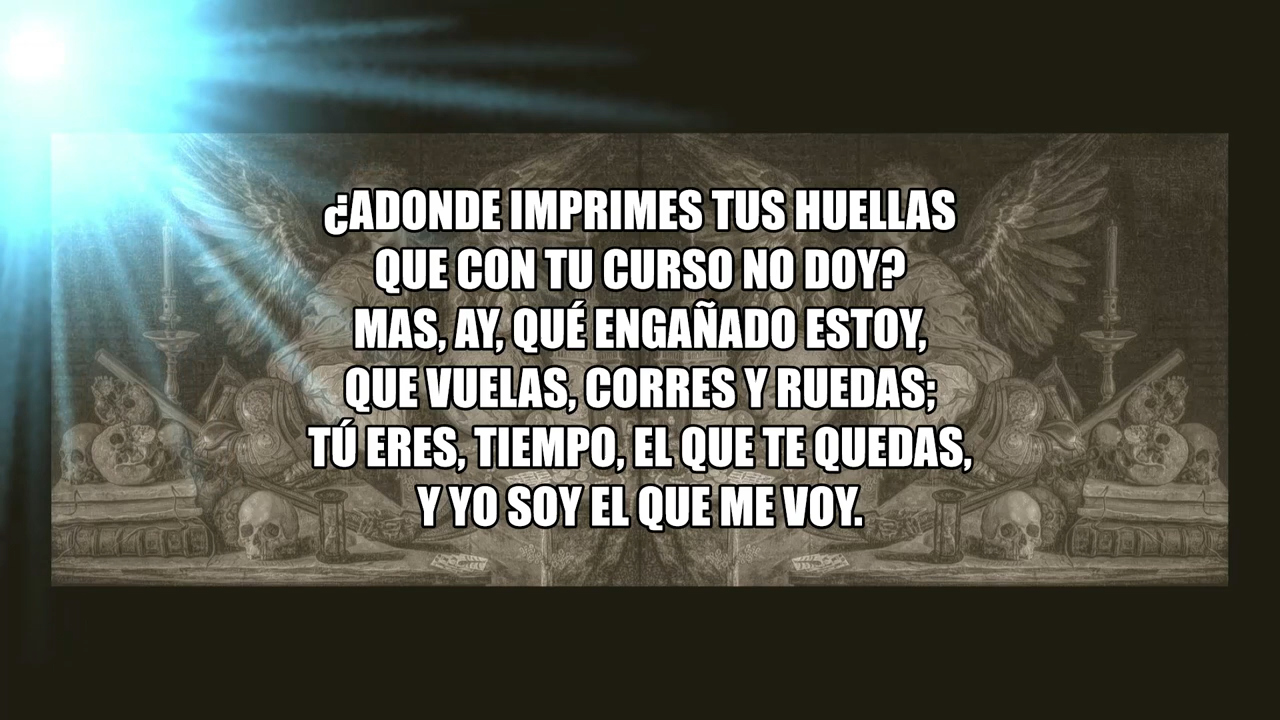 ¿ADONDE IMPRIMES TUS HUELLAS
QUE CON TU CURSO NO DOY?
MAS, AY, QUÉ ENGAÑADO ESTOY,
QUE VUELAS, CORRES Y RUEDAS;
TÚ ERES, TIEMPO, EL QUE TE QUEDAS,
Y YO SOY EL QUE ME VOY.